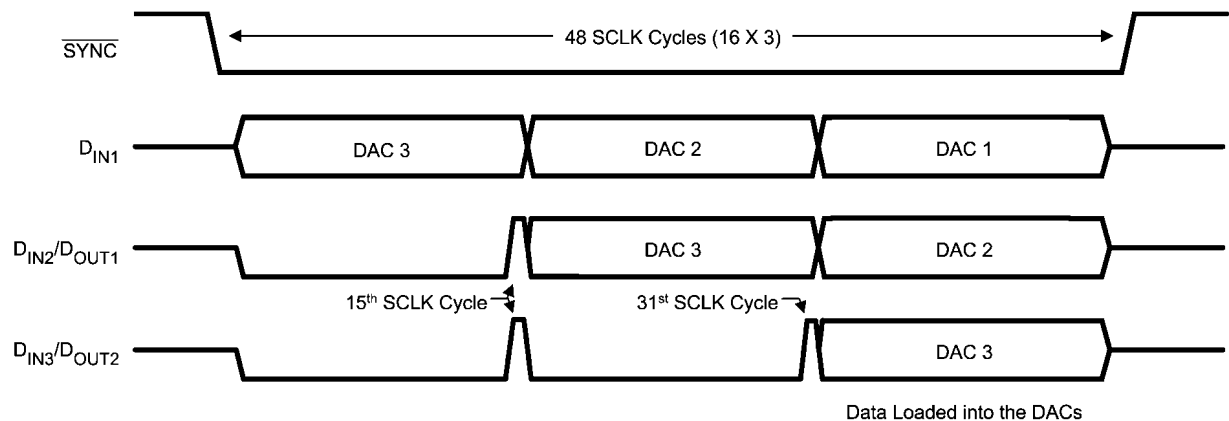 48 SCLK Cycles (16 X 3)
SYNC
DIN1
DAC 3
DAC 2
DAC 1
DIN2/DOUT1
DAC 3
DAC 2
15th SCLK Cycle
31st SCLK Cycle
DIN3/DOUT2
DAC 3
Data Loaded into the DACs